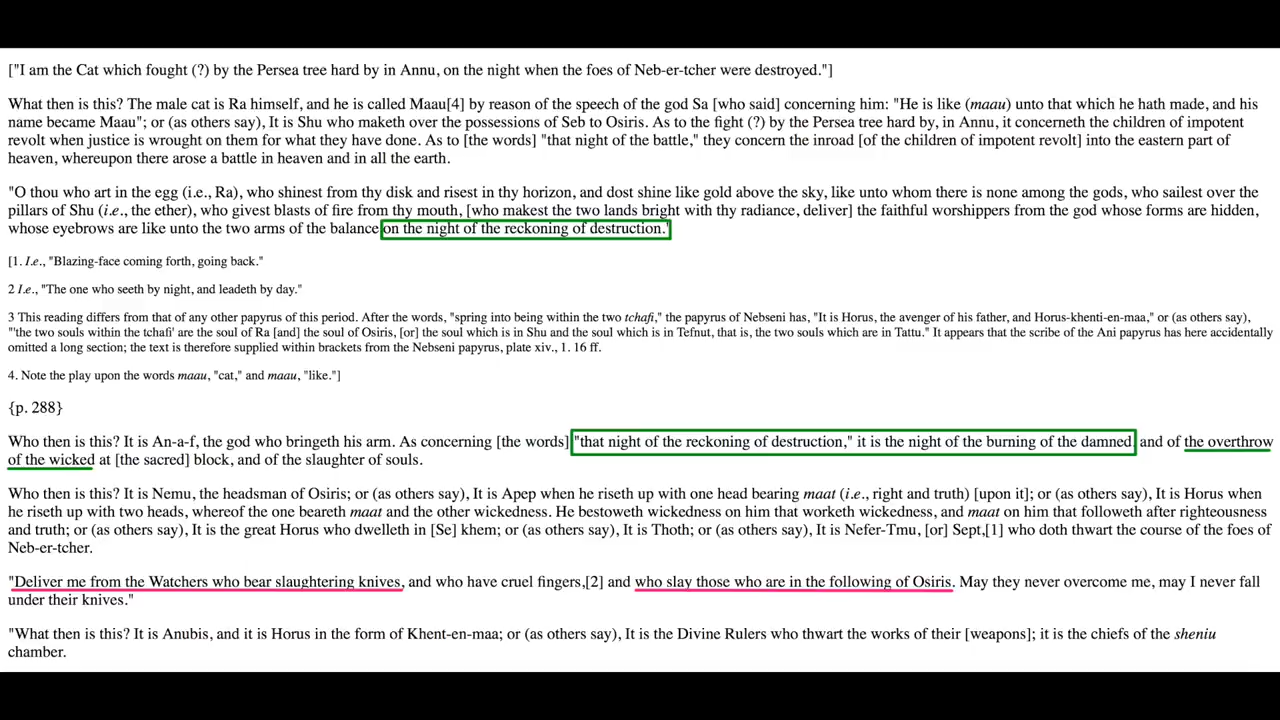 ["I am the Cat which fought (?) by the Persea tree hard by in Annu, on the night when the foes of Neb-er-tcher were destroyed."]
What then is this? The male cat is Ra himself, and he is called Maau[4] by reason of the speech of the god Sa [who said] concerning him: "He is like (maau) unto that which he hath made, and his
name became Maau"; or (as others say), It is Shu who maketh over the possessions of Seb to Osiris. As to the fight (?) by the Persea tree hard by, in Annu, it concerneth the children of impotent
revolt when justice is wrought on them for what they have done. As to [the words] "that night of the battle," they concern the inroad [of the children of impotent revolt] into the eastern part of
heaven, whereupon there arose a battle in heaven and in all the earth.
"O thou who art in the egg (i.e., Ra), who shinest from thy disk and risest in thy horizon, and dost shine like gold above the sky, like unto whom there is none among the gods, who sailest over the
pillars of Shu (i.e., the ether), who givest blasts of fire from thy mouth, [who makest the two lands bright with thy radiance, deliver] the faithful worshippers from the god whose forms are hidden,
whose eyebrows are like unto the two arms of the balance on the night of the reckoning of destruction."
[1. I.e., "Blazing-face coming forth, going back."
2 I.e., "The one who seeth by night, and leadeth by day."
3 This reading differs from that of any other papyrus of this period. After the words, "spring into being within the two tchafi," the papyrus of Nebseni has, "It is Horus, the avenger of his father, and Horus-khenti-en-maa," or (as others say),
"'the two souls within the tchafi' are the soul of Ra [and] the soul of Osiris, [or] the soul which is in Shu and the soul which is in Tefnut, that is, the two souls which are in Tattu." It appears that the scribe of the Ani papyrus has here accidentally
omitted a long section; the text is therefore supplied within brackets from the Nebseni papyrus, plate xiv., 1. 16 ff.
4. Note the play upon the words maau, "cat," and maau, "like."]
{p. 288}
Who then is this? It is An-a-f, the god who bringeth his arm. As concerning [the words] "that night of the reckoning of destruction," it is the night of the burning of the damned, and of the overthrow
of the wicked at [the sacred] block, and of the slaughter of souls.
Who then is this? It is Nemu, the headsman of Osiris; or (as others say), It is Apep when he riseth up with one head bearing maat (i.e., right and truth) [upon it]; or (as others say), It is Horus when
he riseth up with two heads, whereof the one beareth maat and the other wickedness. He bestoweth wickedness on him that worketh wickedness, and maat on him that followeth after righteousness
and truth; or (as others say), It is the great Horus who dwelleth in [Se] khem; or (as others say), It is Thoth; or (as others say), It is Nefer-Tmu, [or] Sept,[1] who doth thwart the course of the foes of
Neb-er-tcher.
"Deliver me from the Watchers who bear slaughtering knives, and who have cruel fingers,[2] and who slay those who are in the following of Osiris. May they never overcome me, may I never fall
under their knives."
"What then is this? It is Anubis, and it is Horus in the form of Khent-en-maa; or (as others say), It is the Divine Rulers who thwart the works of their [weapons]; it is the chiefs of the sheniu
chamber.